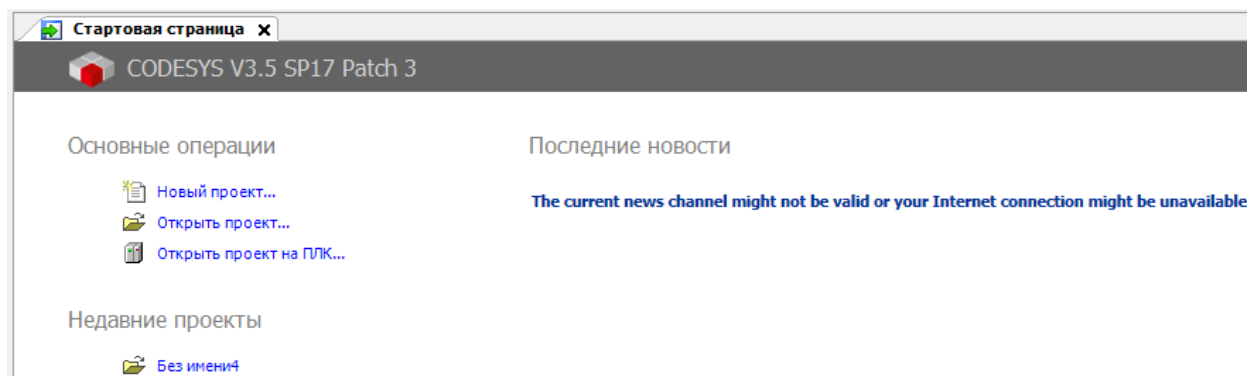 Стартовая страница
CODESYS V3.5 SP17 Patch 3
Основные операции
Новый проект...
Открыть проект...
Открыть проект на ПЛК...
Недавние проекты
Без имени4
Последние новости
The current news channel might not be valid or your Internet connection might be unavailable